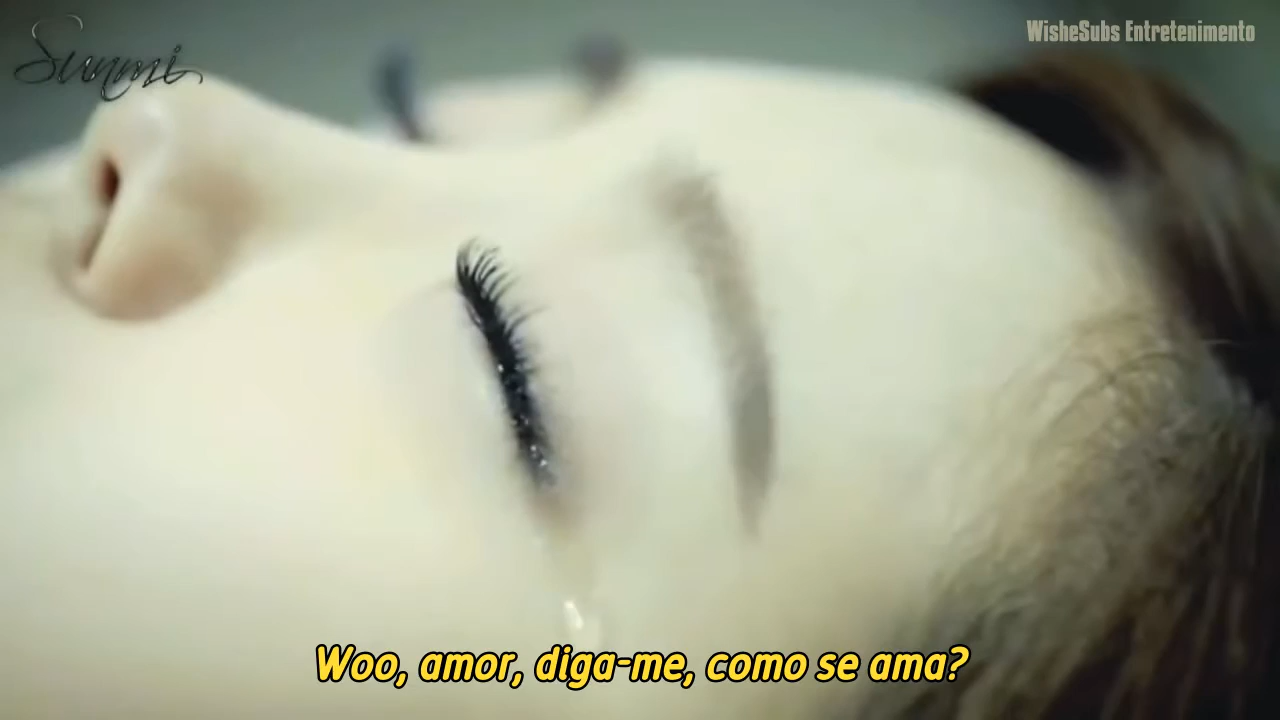 Sunmi
WisheSubs Entretenimento
Woo, amor, diga-me, como se ama?